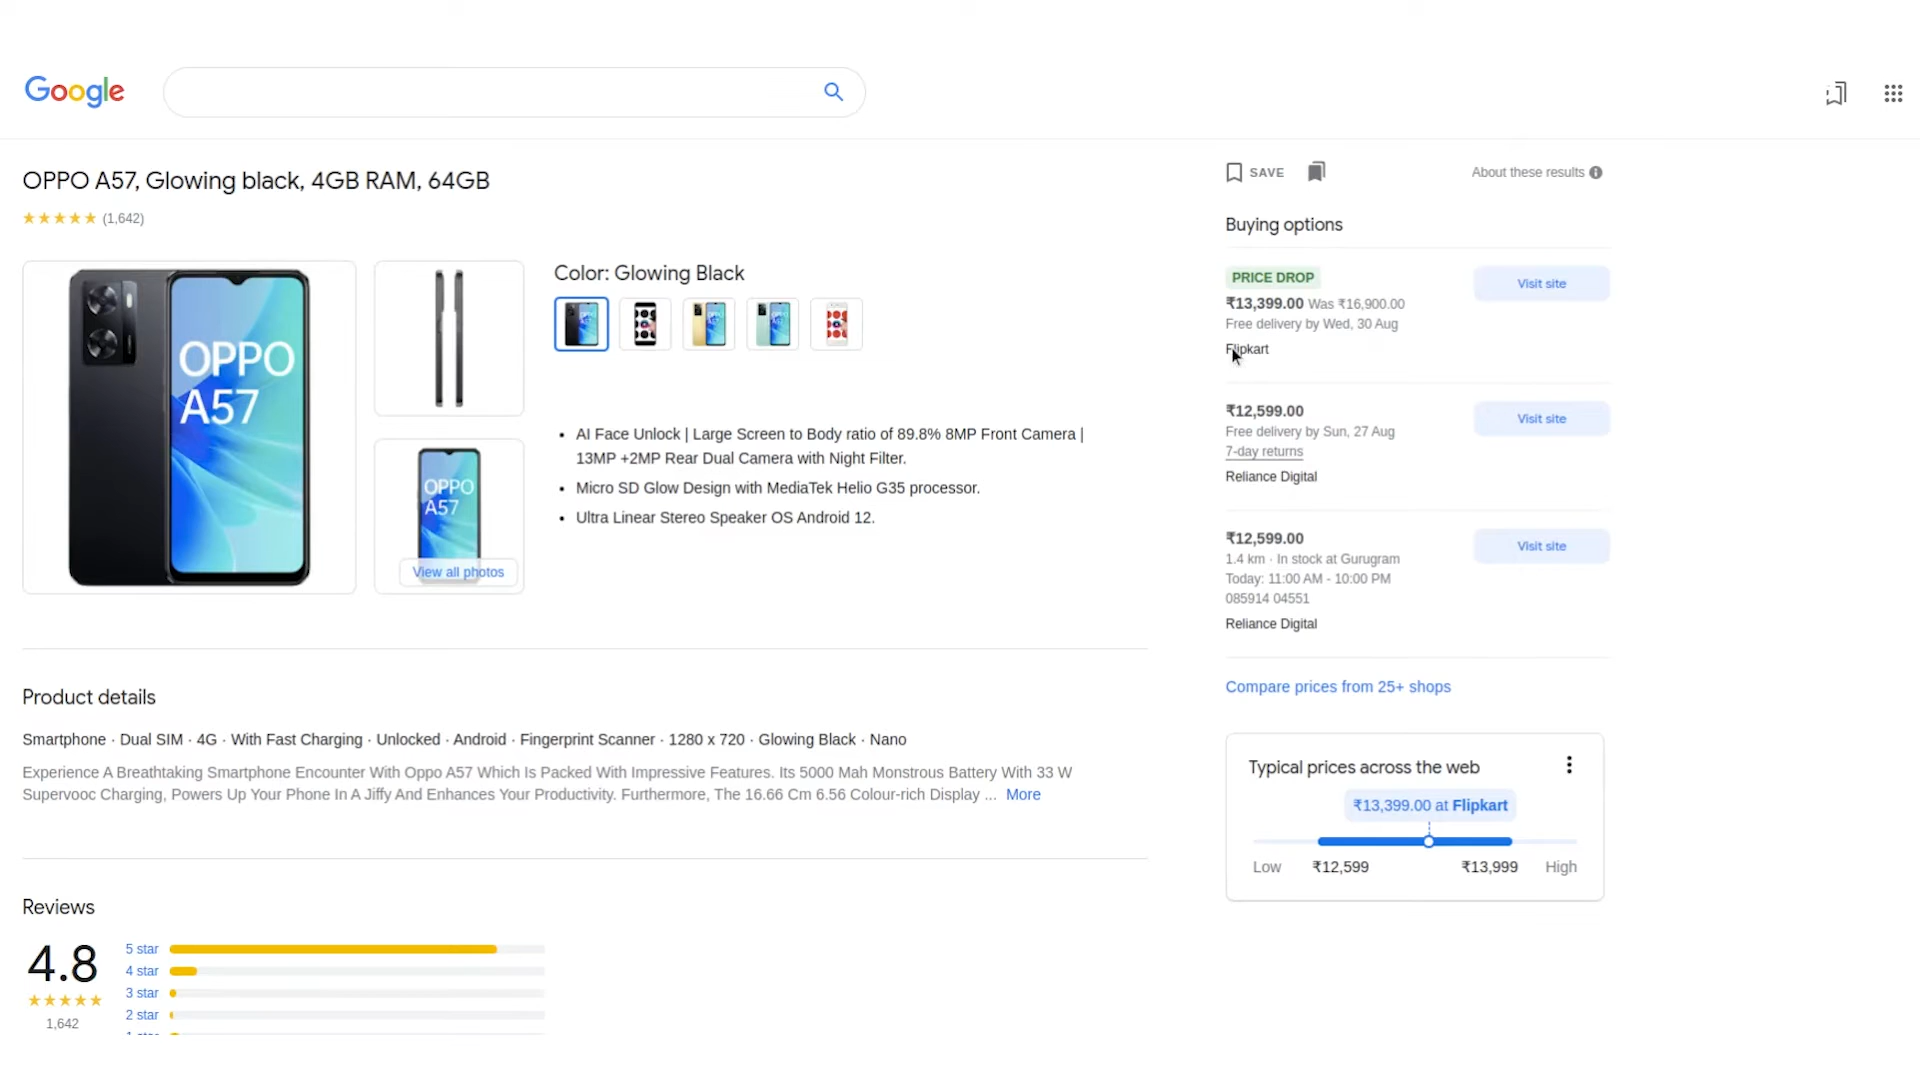 Google
OPPO A57, Glowing black, 4GB RAM, 64GB
(1,642)
OPPO
A57
OPPO
A57
View all photos
Color: Glowing Black
• AI Face Unlock | Large Screen to Body ratio of 89.8% 8MP Front Camera |
13MP +2MP Rear Dual Camera with Night Filter.
• Micro SD Glow Design with MediaTek Helio G35 processor.
• Ultra Linear Stereo Speaker OS Android 12.
Product details
Smartphone · Dual SIM · 4G · With Fast Charging · Unlocked · Android · Fingerprint Scanner · 1280 x 720 · Glowing Black · Nano
Experience A Breathtaking Smartphone Encounter With Oppo A57 Which Is Packed With Impressive Features. Its 5000 Mah Monstrous Battery With 33 W
Supervooc Charging, Powers Up Your Phone In A Jiffy And Enhances Your Productivity. Furthermore, The 16.66 Cm 6.56 Colour-rich Display ... More
Reviews
4.8
1,642
5 star
4 star
3 star
2 star
SAVE
About these results
Buying options
PRICE DROP
₹13,399.00 Was ₹16,900.00
Free delivery by Wed, 30 Aug
Flipkart
Visit site
₹12,599.00
Free delivery by Sun, 27 Aug
7-day returns
Reliance Digital
Visit site
₹12,599.00
1.4 km · In stock at Gurugram
Today: 11:00 AM - 10:00 PM
085914 04551
Reliance Digital
Visit site
Compare prices from 25+ shops
Typical prices across the web
₹13,399.00 at Flipkart
Low ₹12,599 ₹13,999 High